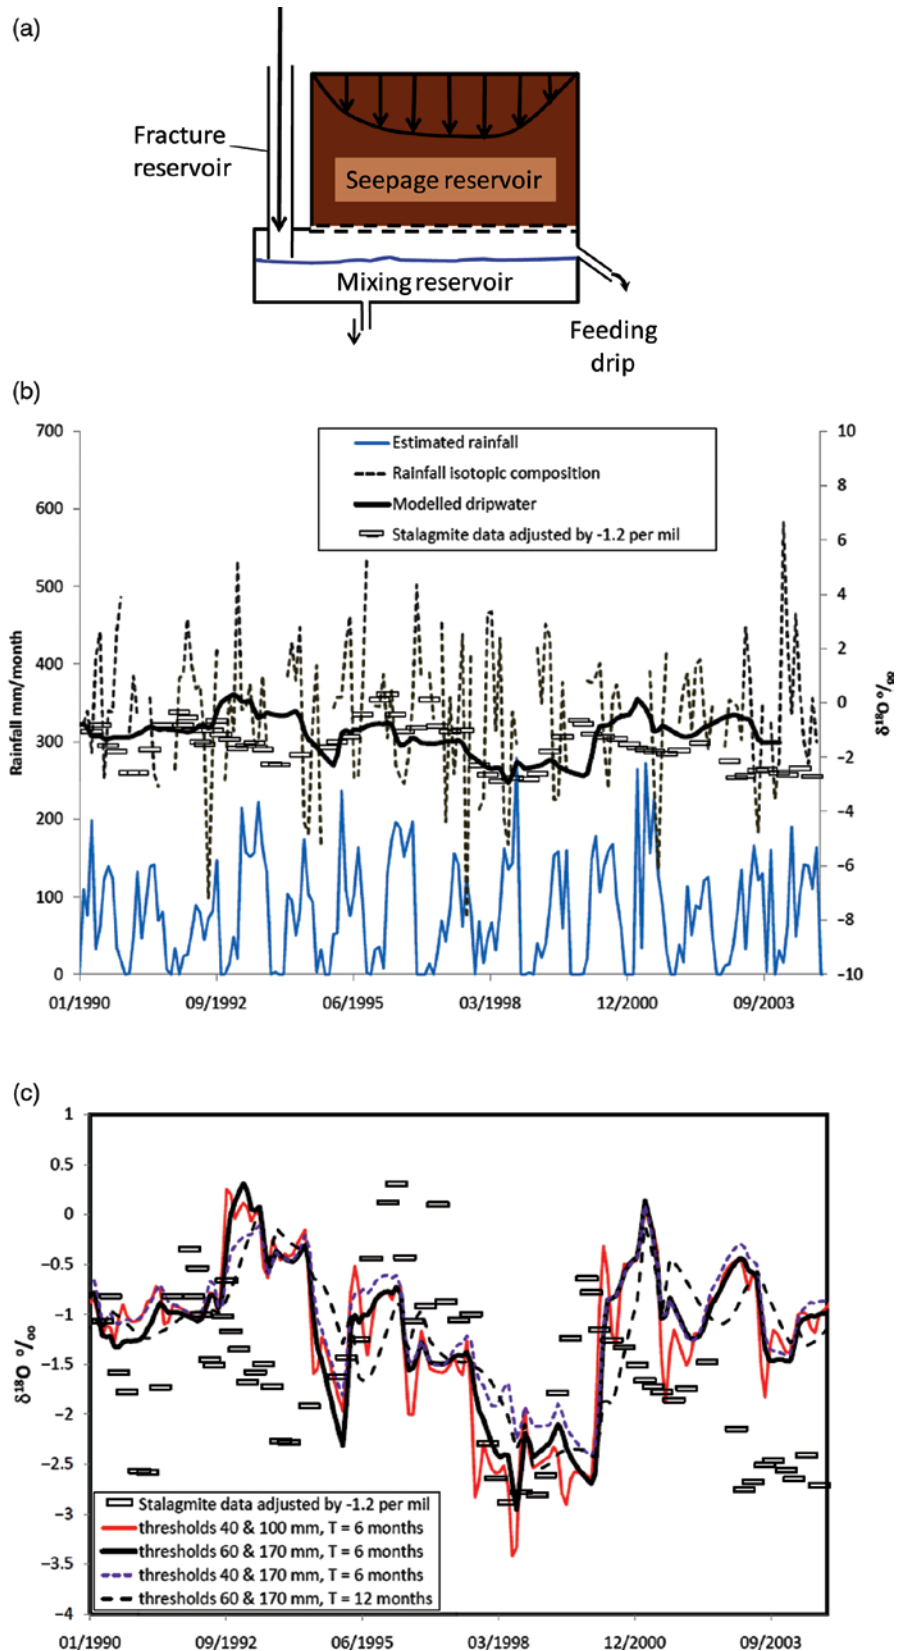 (a)
Fracture
reservoir
Seepage reservoir
Mixing reservoir
Feeding
drip
(b)
700
600
500
400
300
200
100
0
Rainfall mm/month
10
8
6
4
2
0
−2
−4
−6
−8
−10
δ18O o/oo
Estimated rainfall
Rainfall isotopic composition
Modelled dripwater
Stalagmite data adjusted by -1.2 per mil
01/1990
09/1992
06/1995
03/1998
12/2000
09/2003
(c)
1
0.5
0
−0.5
−1
−1.5
−2
−2.5
−3
−3.5
−4
δ18O o/oo
Stalagmite data adjusted by -1.2 per mil
thresholds 40 & 100 mm, T = 6 months
thresholds 60 & 170 mm, T = 6 months
thresholds 40 & 170 mm, T = 6 months
thresholds 60 & 170 mm, T = 12 months
01/1990
09/1992
06/1995
03/1998
12/2000
09/2003